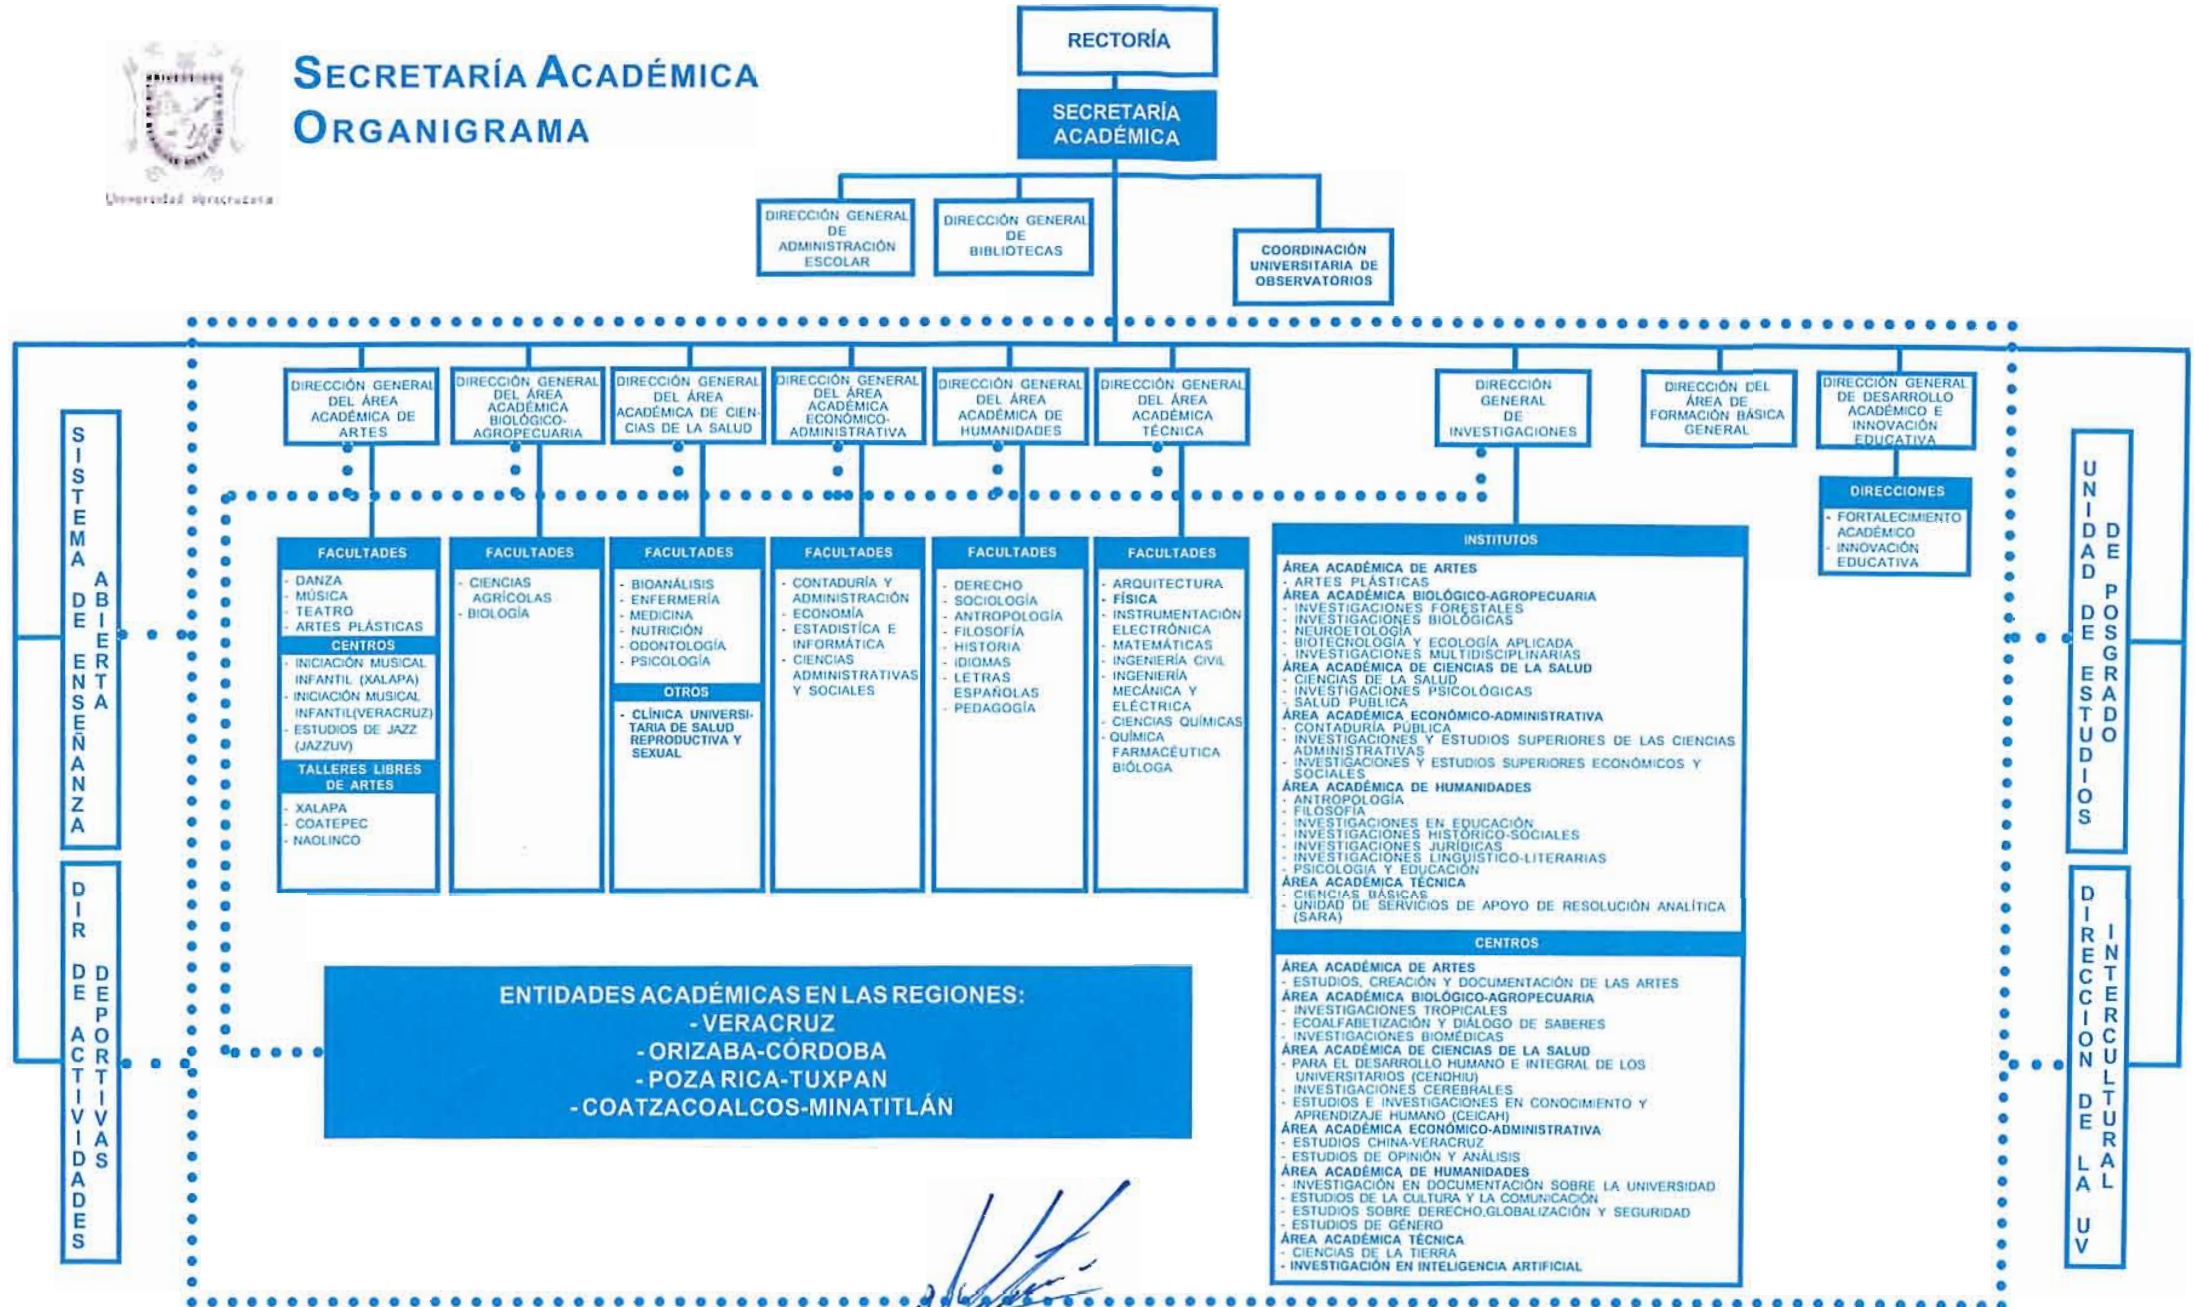 Universidad Veracruzana
SECRETARÍA ACADÉMICA
ORGANIGRAMA
RECTORÍA
SECRETARÍA
ACADÉMICA
DIRECCIÓN GENERAL
DE
ADMINISTRACIÓN
ESCOLAR
DIRECCIÓN GENERAL
DE
BIBLIOTECAS
COORDINACIÓN
UNIVERSITARIA DE
OBSERVATORIOS
SISTEMA DE ENSEÑANZA
ABIERTA
DIR DE ACTIVIDADES
DEPORTIVAS
DIRECCIÓN GENERAL
DEL ÁREA
ACADÉMICA DE
ARTES
DIRECCIÓN GENERAL
DEL ÁREA
ACADÉMICA
BIOLÓGICO-
AGROPECUARIA
DIRECCIÓN GENERAL
DEL ÁREA
ACADÉMICA DE CIEN-
CIAS DE LA SALUD
DIRECCIÓN GENERAL
DEL ÁREA
ACADÉMICA
ECONÓMICO-
ADMINISTRATIVA
DIRECCIÓN GENERAL
DEL ÁREA
ACADÉMICA DE
HUMANIDADES
DIRECCIÓN GENERAL
DEL ÁREA
ACADÉMICA
TÉCNICA
DIRECCIÓN
GENERAL
DE
INVESTIGACIONES
DIRECCIÓN DEL
ÁREA DE
FORMACIÓN BÁSICA
GENERAL
DIRECCIÓN GENERAL
DE DESARROLLO
ACADÉMICO E
INNOVACIÓN
EDUCATIVA
DIRECCIONES
- FORTALECIMIENTO
ACADÉMICO
- INNOVACIÓN
EDUCATIVA
FACULTADES
- DANZA
- MÚSICA
- TEATRO
- ARTES PLÁSTICAS
CENTROS
- INICIACIÓN MUSICAL
INFANTIL (XALAPA)
- INICIACIÓN MUSICAL
INFANTIL(VERACRUZ)
- ESTUDIOS DE JAZZ
(JAZZUV)
TALLERES LIBRES
DE ARTES
- XALAPA
- COATEPEC
- NAOLINCO
FACULTADES
- CIENCIAS
AGRÍCOLAS
- BIOLOGÍA
FACULTADES
- BIOANÁLISIS
- ENFERMERÍA
- MEDICINA
- NUTRICIÓN
- ODONTOLOGÍA
- PSICOLOGÍA
OTROS
- CLÍNICA UNIVERSI-
TARIA DE SALUD
REPRODUCTIVA Y
SEXUAL
FACULTADES
- CONTADURÍA Y
ADMINISTRACIÓN
- ECONOMÍA
- ESTADISTÍCA E
INFORMÁTICA
- CIENCIAS
ADMINISTRATIVAS
Y SOCIALES
FACULTADES
- DERECHO
- SOCIOLOGÍA
- ANTROPOLOGÍA
- FILOSOFÍA
- HISTORIA
- IDIOMAS
- LETRAS
ESPAÑOLAS
- PEDAGOGÍA
FACULTADES
- ARQUITECTURA
- FÍSICA
- INSTRUMENTACIÓN
ELECTRÓNICA
- MATEMÁTICAS
- INGENIERÍA CIVIL
- INGENIERÍA
MECÁNICA Y
ELÉCTRICA
- CIENCIAS QUÍMICAS
- QUÍMICA
FARMACÉUTICA
BIÓLOGA
INSTITUTOS
ÁREA ACADÉMICA DE ARTES
- ARTES PLÁSTICAS
ÁREA ACADÉMICA BIOLÓGICO-AGROPECUARIA
- INVESTIGACIONES FORESTALES
- INVESTIGACIONES BIOLÓGICAS
- NEUROETOLOGÍA
- BIOTECNOLOGÍA Y ECOLOGÍA APLICADA
- INVESTIGACIONES MULTIDISCIPLINARIAS
ÁREA ACADÉMICA DE CIENCIAS DE LA SALUD
- CIENCIAS DE LA SALUD
- INVESTIGACIONES PSICOLÓGICAS
- SALUD PÚBLICA
ÁREA ACADÉMICA ECONÓMICO-ADMINISTRATIVA
- CONTADURÍA PÚBLICA
- INVESTIGACIONES Y ESTUDIOS SUPERIORES DE LAS CIENCIAS
ADMINISTRATIVAS
- INVESTIGACIONES Y ESTUDIOS SUPERIORES ECONÓMICOS Y
SOCIALES
ÁREA ACADÉMICA DE HUMANIDADES
- ANTROPOLOGÍA
- FILOSOFÍA
- INVESTIGACIONES EN EDUCACIÓN
- INVESTIGACIONES HISTÓRICO-SOCIALES
- INVESTIGACIONES JURÍDICAS
- INVESTIGACIONES LINGÜÍSTICO-LITERARIAS
- PSICOLOGIA Y EDUCACIÓN
ÁREA ACADÉMICA TÉCNICA
- CIENCIAS BÁSICAS
- UNIDAD DE SERVICIOS DE APOYO DE RESOLUCIÓN ANALÍTICA
(SARA)
CENTROS
ÁREA ACADÉMICA DE ARTES
- ESTUDIOS, CREACIÓN Y DOCUMENTACIÓN DE LAS ARTES
ÁREA ACADÉMICA BIOLÓGICO-AGROPECUARIA
- INVESTIGACIONES TROPICALES
- ECOALFABETIZACIÓN Y DIÁLOGO DE SABERES
- INVESTIGACIONES BIOMÉDICAS
ÁREA ACADÉMICA DE CIENCIAS DE LA SALUD
- PARA EL DESARROLLO HUMANO E INTEGRAL DE LOS
UNIVERSITARIOS (CENDHIU)
- INVESTIGACIONES CEREBRALES
- ESTUDIOS E INVESTIGACIONES EN CONOCIMIENTO Y
APRENDIZAJE HUMANO (CEICAH)
ÁREA ACADÉMICA ECONÓMICO-ADMINISTRATIVA
- ESTUDIOS CHINA-VERACRUZ
- ESTUDIOS DE OPINIÓN Y ANÁLISIS
ÁREA ACADÉMICA DE HUMANIDADES
- INVESTIGACIÓN EN DOCUMENTACIÓN SOBRE LA UNIVERSIDAD
- ESTUDIOS DE LA CULTURA Y LA COMUNICACIÓN
- ESTUDIOS SOBRE DERECHO,GLOBALIZACIÓN Y SEGURIDAD
- ESTUDIOS DE GÉNERO
ÁREA ACADÉMICA TÉCNICA
- CIENCIAS DE LA TIERRA
- INVESTIGACIÓN EN INTELIGENCIA ARTIFICIAL
UNIDAD DE ESTUDIOS
DE POSGRADO
DIRECCION DE LA UV
INTERCULTURAL
ENTIDADES ACADÉMICAS EN LAS REGIONES:
- VERACRUZ
- ORIZABA-CÓRDOBA
- POZA RICA-TUXPAN
- COATZACOALCOS-MINATITLÁN